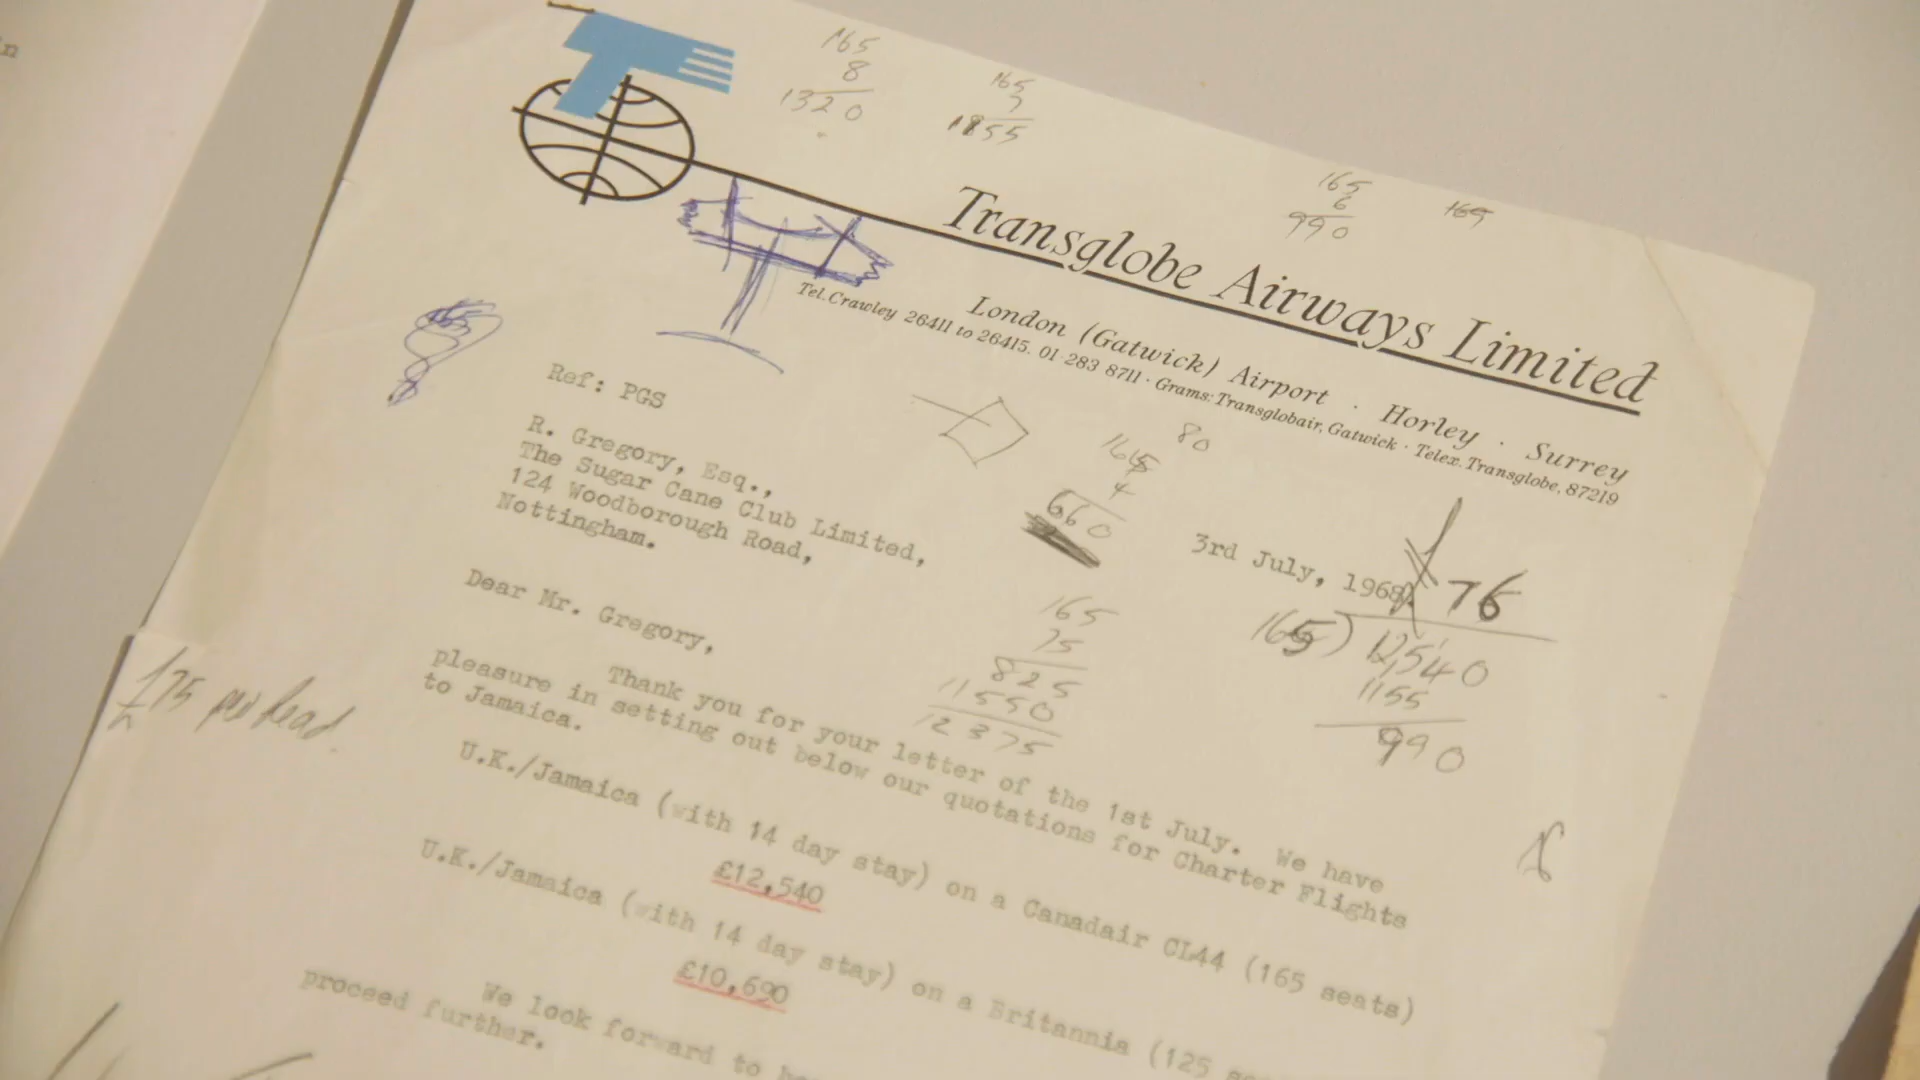 in
165
8
1320
165
7
1155
165
6
990
165
Transglobe Airways Limited
London (Gatwick) Airport · Horley · Surrey
Tel. Crawley 26411 to 26415. 01-283 8711 · Grams: Transglobair, Gatwick · Telex. Transglobe, 87219
Ref: PGS
80
165
4
660
R. Gregory, Esq.,
The Sugar Cane Club Limited,
124 Woodborough Road,
Nottingham.
3rd July, 1968.
76
165) 12,540
1155
990
165
75
825
11550
12375
Dear Mr. Gregory,
£75 per head.
Thank you for your letter of the 1st July. We have
pleasure in setting out below our quotations for Charter Flights
to Jamaica.
U.K./Jamaica (with 14 day stay) on a Canadair CL44 (165 seats)
£12,540
U.K./Jamaica (with 14 day stay) on a Britannia (125
£10,690
We look forward to
proceed further.